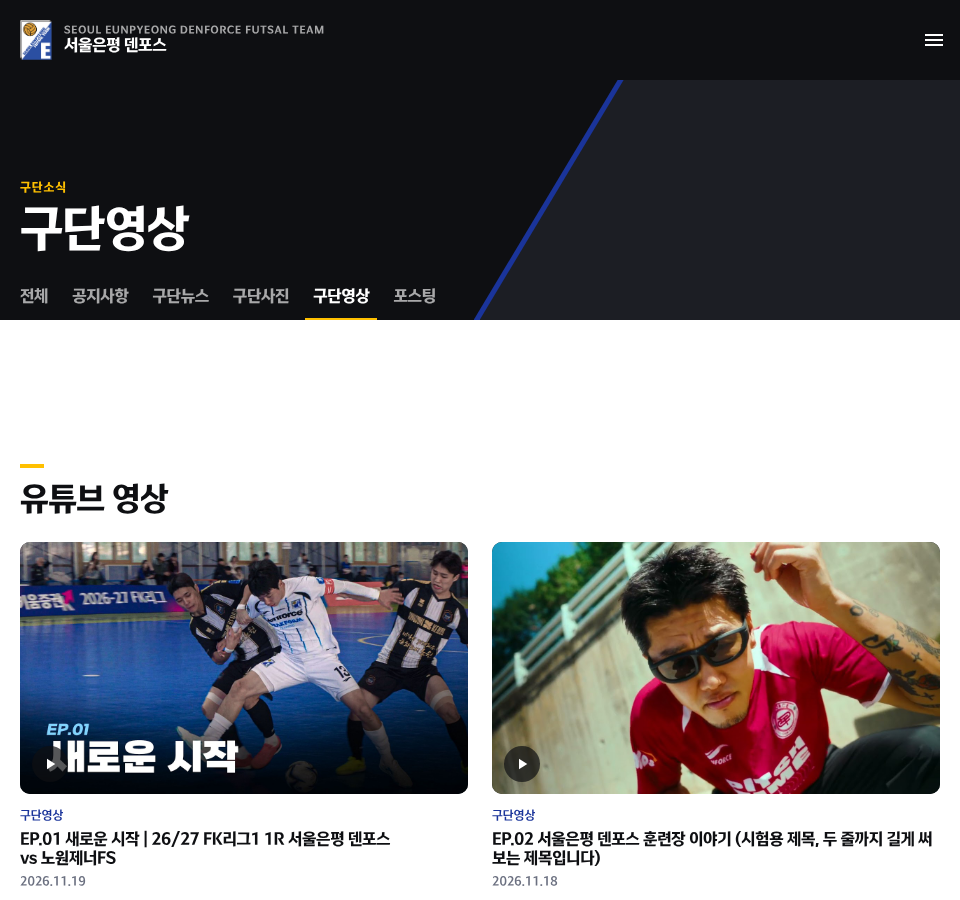 SEOUL EUNPYEONG DENFORCE FUTSAL TEAM
서울은평 덴포스
E
구단소식
구단영상
전체 공지사항 구단뉴스 구단사진 구단영상 포스팅
유튜브 영상
2026-27 FK리그
13
EP.01
새로운 시작
구단영상
EP.01 새로운 시작 | 26/27 FK리그1 1R 서울은평 덴포스
vs 노원제너FS
2026.11.19
구단영상
EP.02 서울은평 덴포스 훈련장 이야기 (시험용 제목, 두 줄까지 길게 써
보는 제목입니다)
2026.11.18